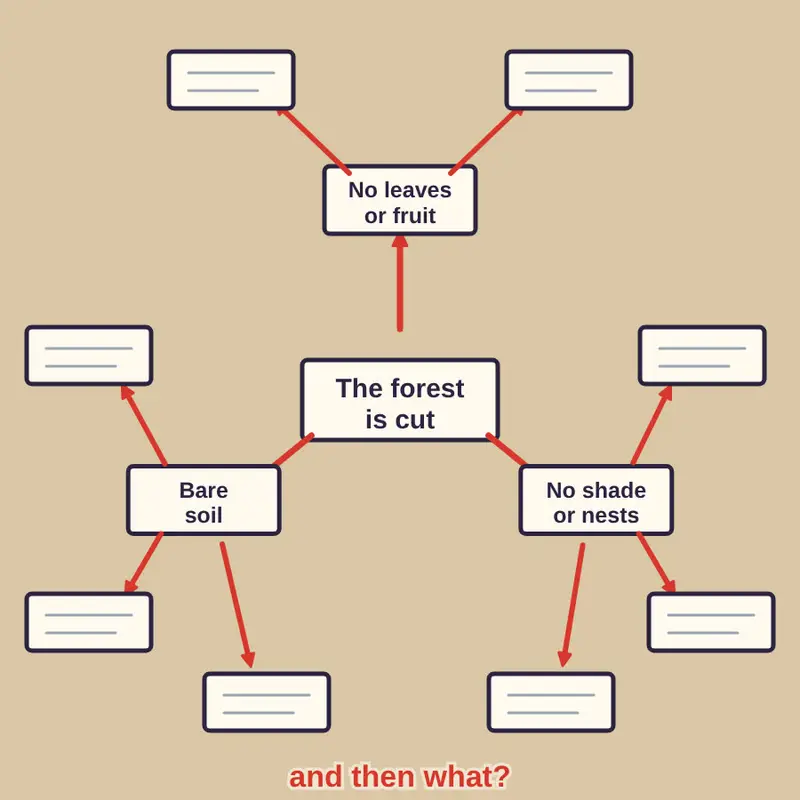 No leaves
or fruit
The forest
is cut
Bare
soil
No shade
or nests
and then what?